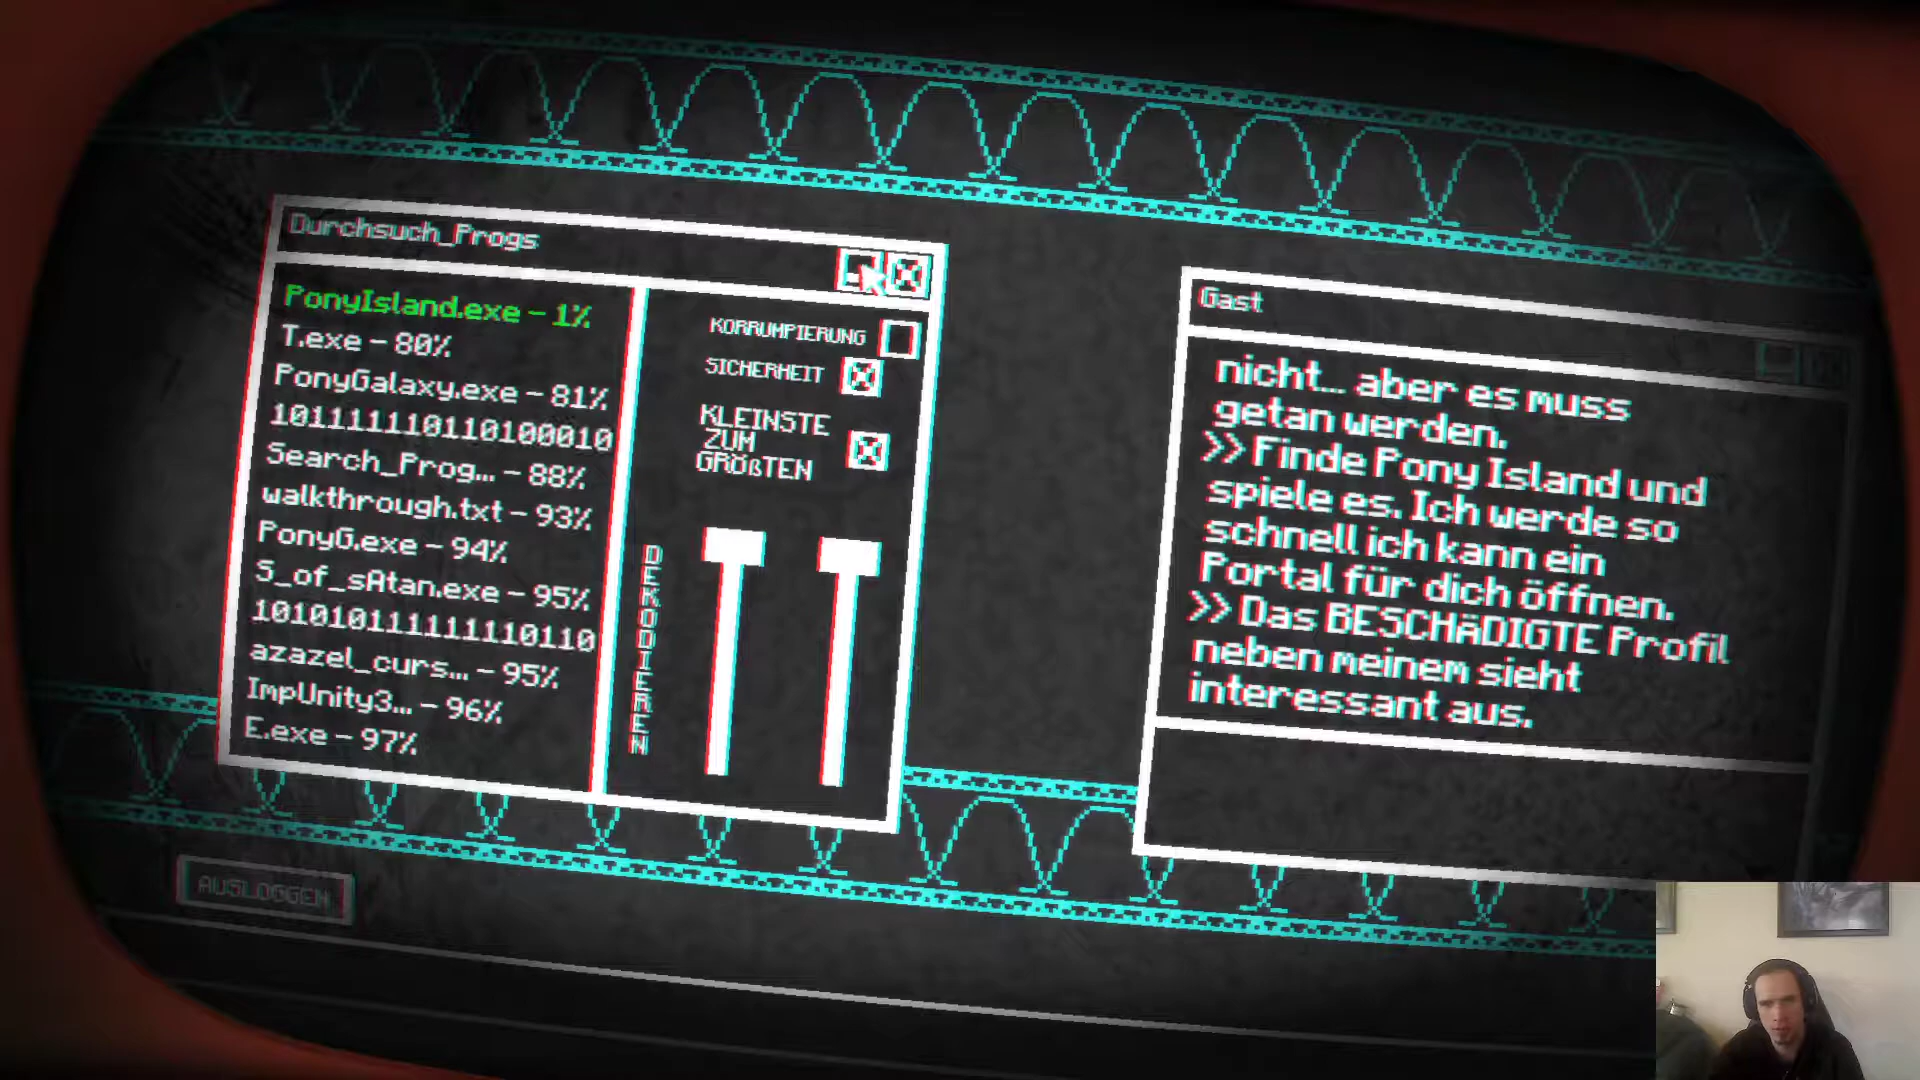 Durchsuch_Progs
PonyIsland.exe - 1%
T.exe - 80%
PonyGalaxy.exe - 81%
101111110110100010
Search_Prog... - 88%
walkthrough.txt - 93%
PonyG.exe - 94%
S_of_sAtan.exe - 95%
101010111111110110
azazel_curs... - 95%
ImpUnity3... - 96%
E.exe - 97%
KORRUMPIERUNG
SICHERHEIT
KLEINSTE
ZUM
GRÖßTEN
DEKODIEREN
Gast
nicht... aber es muss
getan werden.
>> Finde Pony Island und
spiele es. Ich werde so
schnell ich kann ein
Portal für dich öffnen.
>> Das BESCHÄDIGTE Profil
neben meinem sieht
interessant aus.
AUSLOGGEN